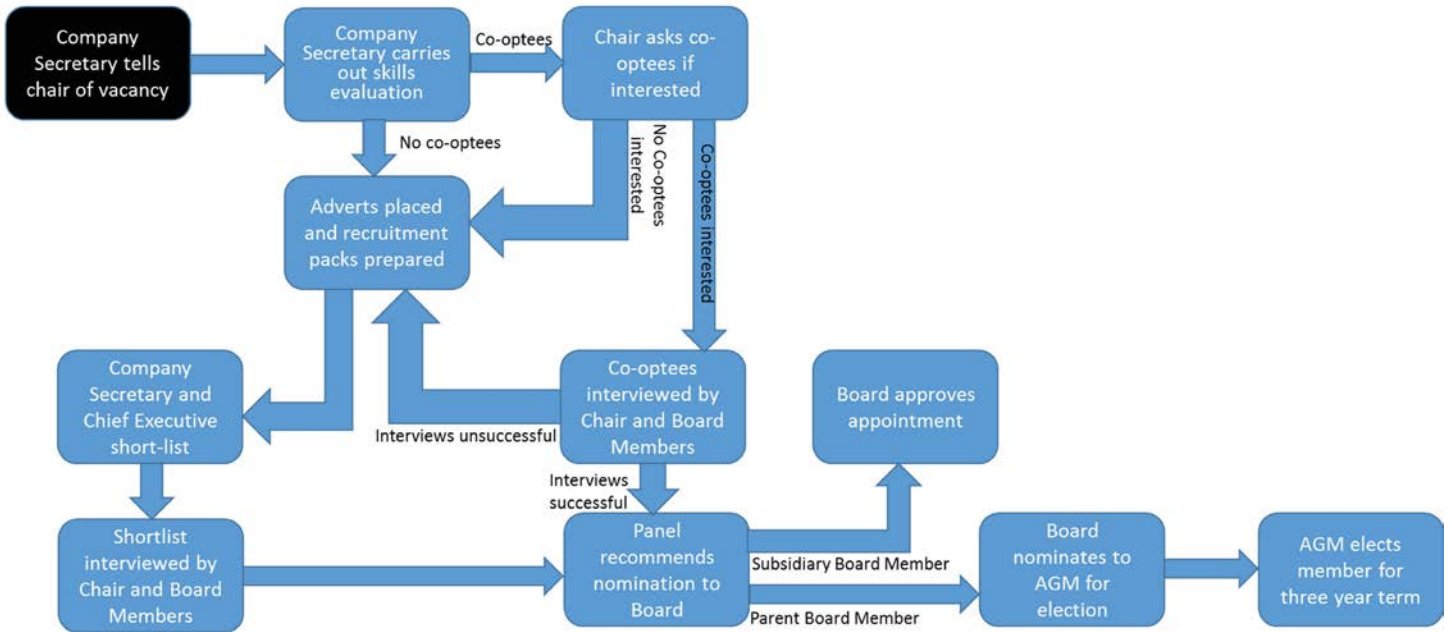 Company
Secretary tells
chair of vacancy
Company
Secretary carries
out skills
evaluation
Co-optees
Chair asks co-
optees if
interested
No co-optees
No Co-optees
interested
Co-optees interested
Adverts placed
and recruitment
packs prepared
Company
Secretary and
Chief Executive
short-list
Interviews unsuccessful
Co-optees
interviewed by
Chair and Board
Members
Board approves
appointment
Interviews
successful
Shortlist
interviewed by
Chair and Board
Members
Panel
recommends
nomination to
Board
Subsidiary Board Member
Parent Board Member
Board
nominates to
AGM for
election
AGM elects
member for
three year term